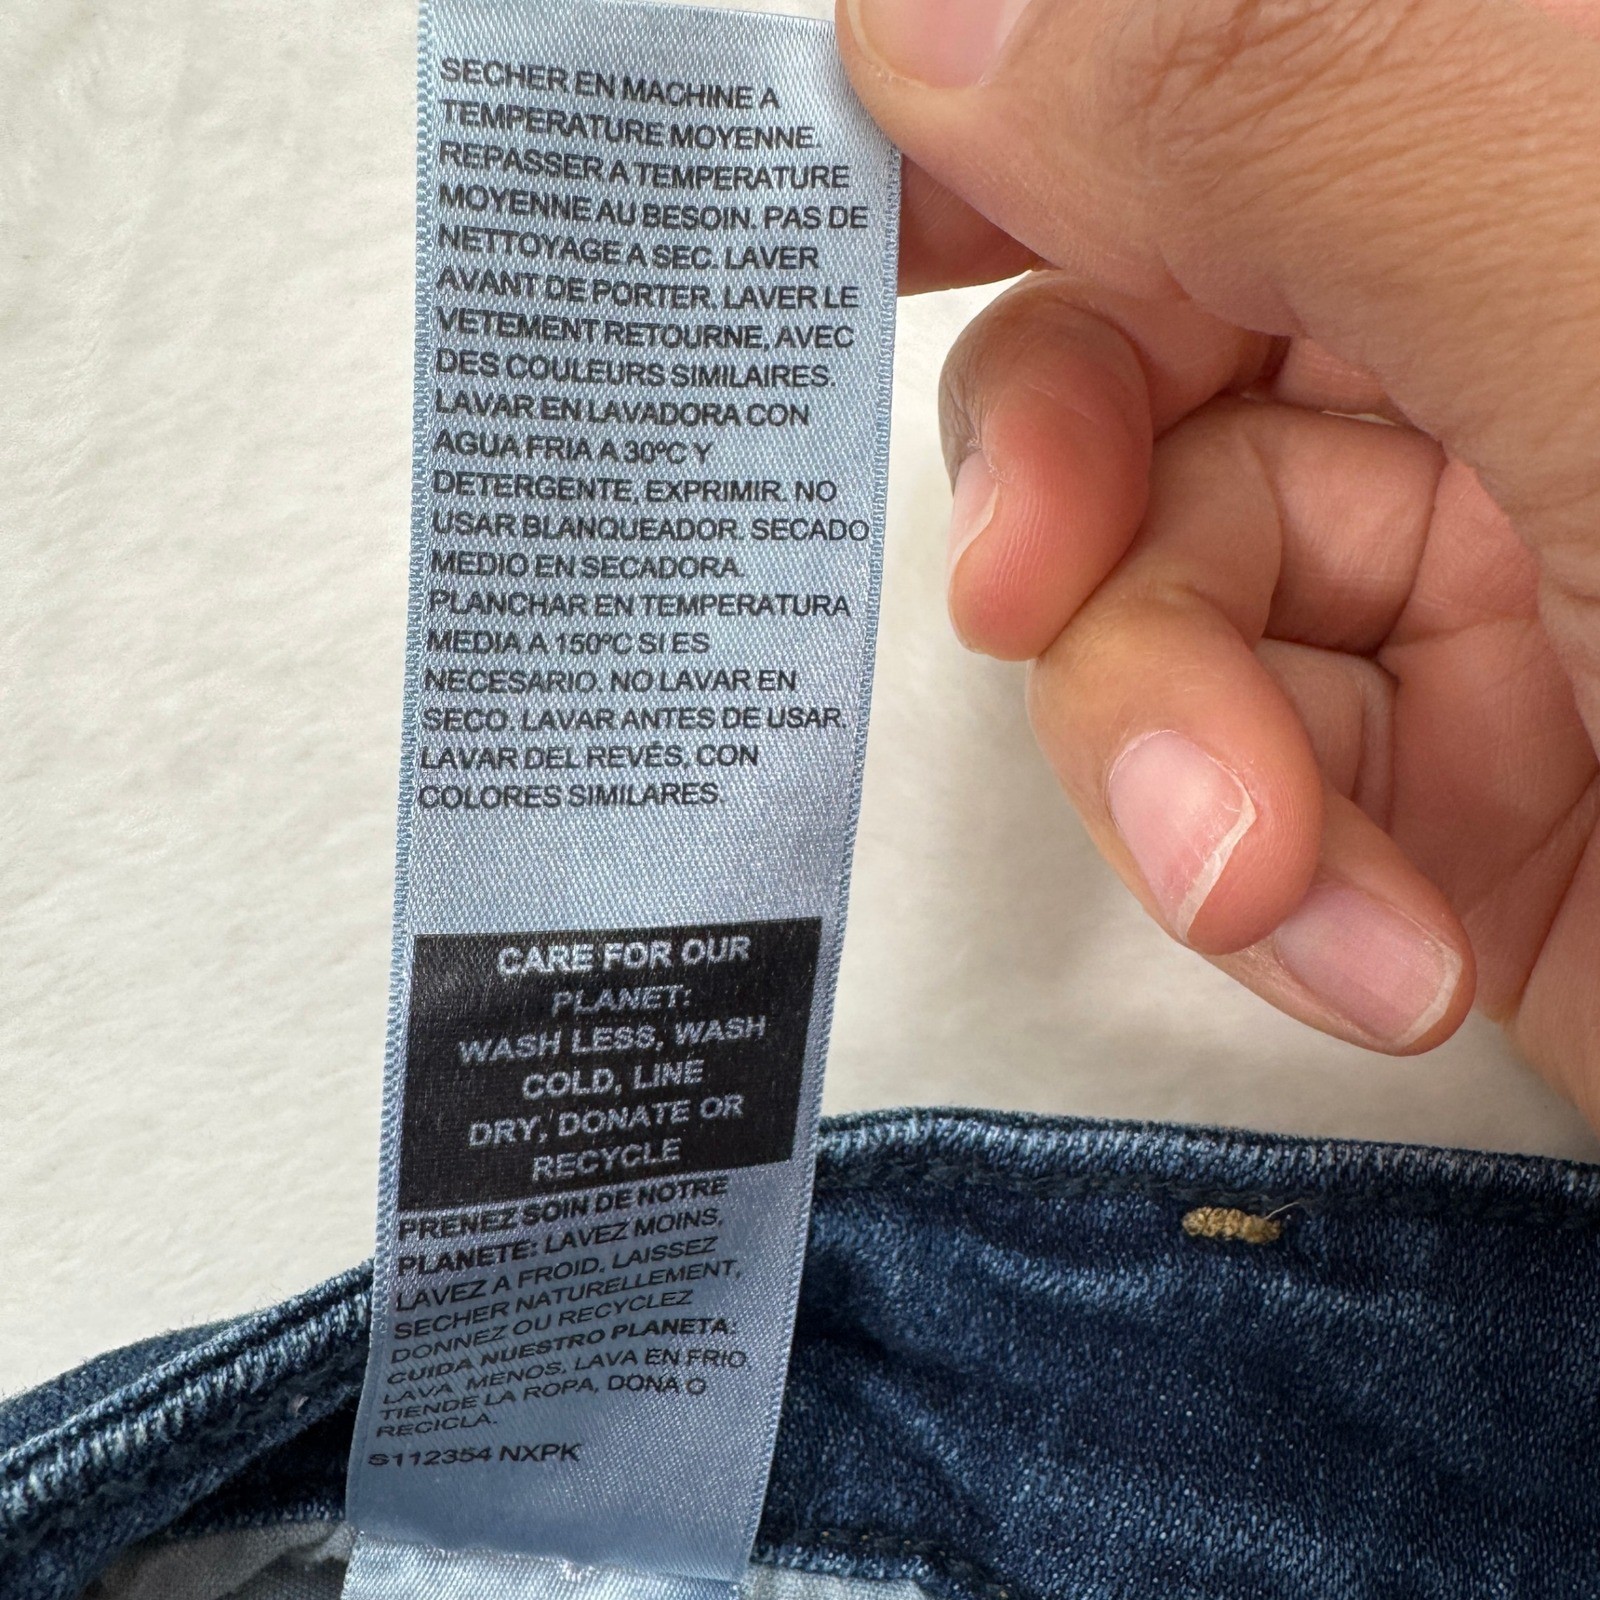 SECHER EN MACHINE A
TEMPERATURE MOYENNE.
REPASSER A TEMPERATURE
MOYENNE AU BESOIN. PAS DE
NETTOYAGE A SEC. LAVER
AVANT DE PORTER. LAVER LE
VETEMENT RETOURNE, AVEC
DES COULEURS SIMILAIRES.
LAVAR EN LAVADORA CON
AGUA FRIA A 30ºC Y
DETERGENTE, EXPRIMIR. NO
USAR BLANQUEADOR. SECADO
MEDIO EN SECADORA.
PLANCHAR EN TEMPERATURA
MEDIA A 150ºC SI ES
NECESARIO. NO LAVAR EN
SECO. LAVAR ANTES DE USAR.
LAVAR DEL REVÉS, CON
COLORES SIMILARES.
CARE FOR OUR
PLANET:
WASH LESS, WASH
COLD, LINE
DRY, DONATE OR
RECYCLE
PRENEZ SOIN DE NOTRE
PLANETE: LAVEZ MOINS,
LAVEZ A FROID, LAISSEZ
SECHER NATURELLEMENT,
DONNEZ OU RECYCLEZ
CUIDA NUESTRO PLANETA:
LAVA MENOS, LAVA EN FRIO
TIENDE LA ROPA, DONA O
RECICLA.
S112354 NXPK